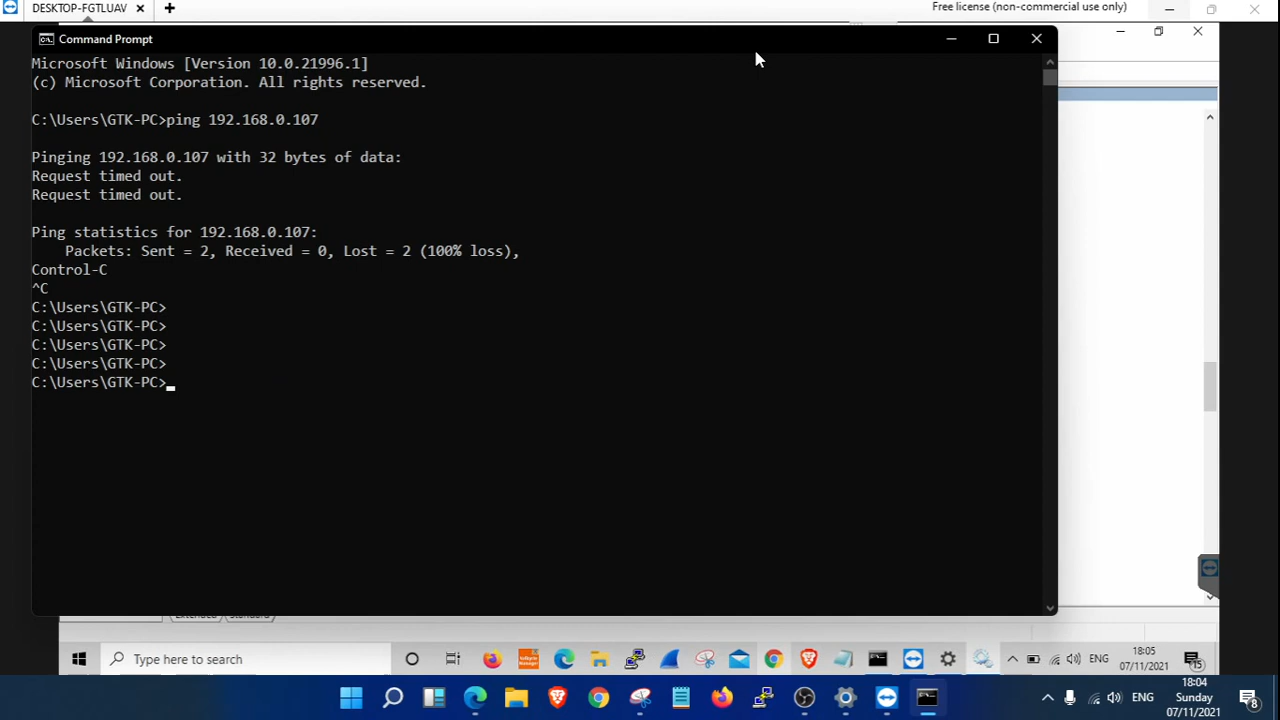 DESKTOP-FGTLUAV
Free license (non-commercial use only)
Command Prompt
Microsoft Windows [Version 10.0.21996.1]
(c) Microsoft Corporation. All rights reserved.
C:\Users\GTK-PC>ping 192.168.0.107
Pinging 192.168.0.107 with 32 bytes of data:
Request timed out.
Request timed out.
Ping statistics for 192.168.0.107:
    Packets: Sent = 2, Received = 0, Lost = 2 (100% loss),
Control-C
^C
C:\Users\GTK-PC>
C:\Users\GTK-PC>
C:\Users\GTK-PC>
C:\Users\GTK-PC>
C:\Users\GTK-PC>
Extended Standard
Type here to search
ENG
18:05
07/11/2021
15
ENG
18:04
Sunday
07/11/2021
8